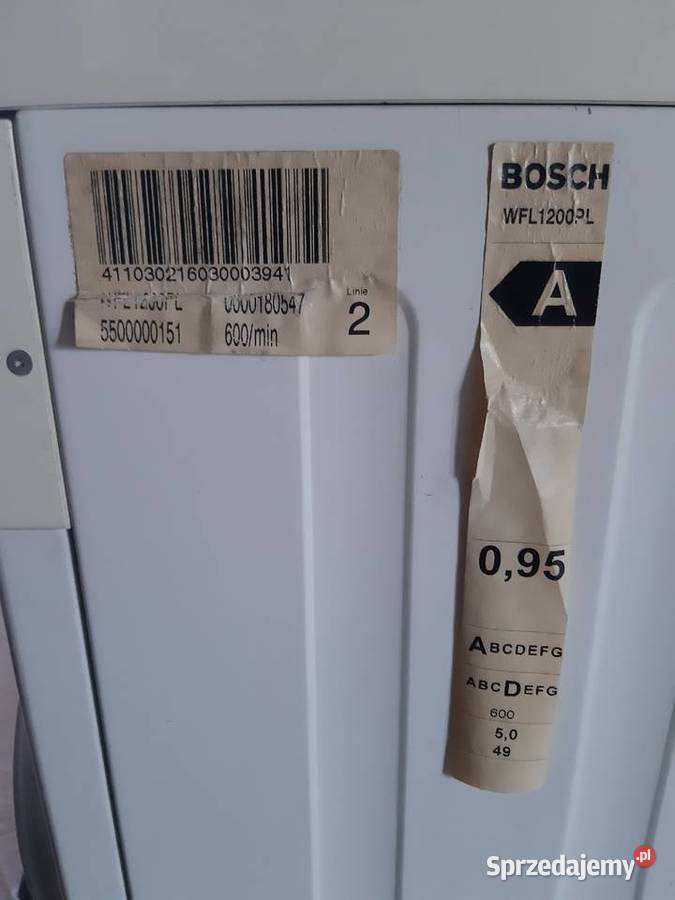 411030216030003941
WFL1200PL 0000180547
5500000151 600/min
Linie
2
BOSCH
WFL1200PL
A
0,95
ABCDEFG
ABCDEFG
600
5,0
49
Sprzedajemy.pl